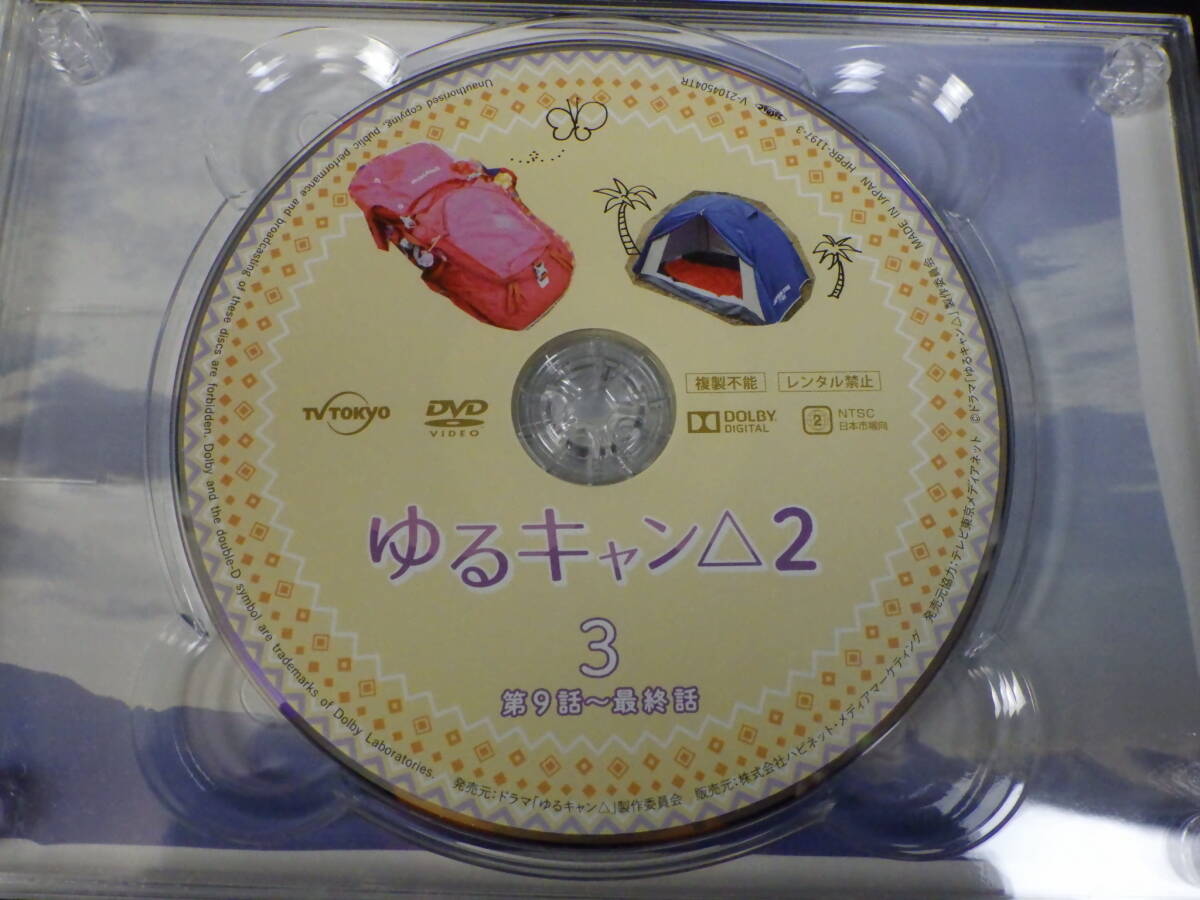 Unauthorised copying, public performance and broadcasting of these discs are forbidden. Dolby and the double-D symbol are trademarks of Dolby Laboratories.
V-2104504TR
MADE IN JAPAN HPBR-1197-3
TV TOKYO
DVD
VIDEO
複製不能
レンタル禁止
DOLBY
DIGITAL
2
NTSC
日本市場向
ゆるキャン△2
3
第9話〜最終話
発売元:ドラマ「ゆるキャン△」製作委員会 販売元:株式会社ハピネット・メディアマーケティング 発売元協力:テレビ東京メディアネット ©ドラマ「ゆるキャン△」製作委員会